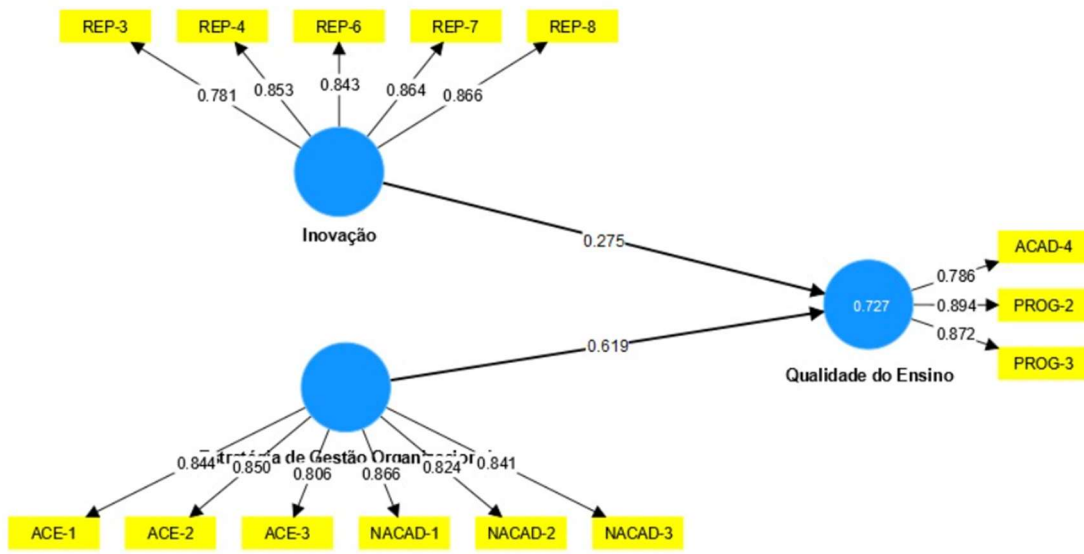 REP-3 REP-4 REP-6 REP-7 REP-8
0.781 0.853 0.843 0.864 0.866
Inovação
0.275
ACAD-4
0.786
0.727
0.894 PROG-2
0.872
PROG-3
Qualidade do Ensino
0.619
de Gestão
0.844 0.850 0.806 0.866 0.824 0.841
ACE-1 ACE-2 ACE-3 NACAD-1 NACAD-2 NACAD-3